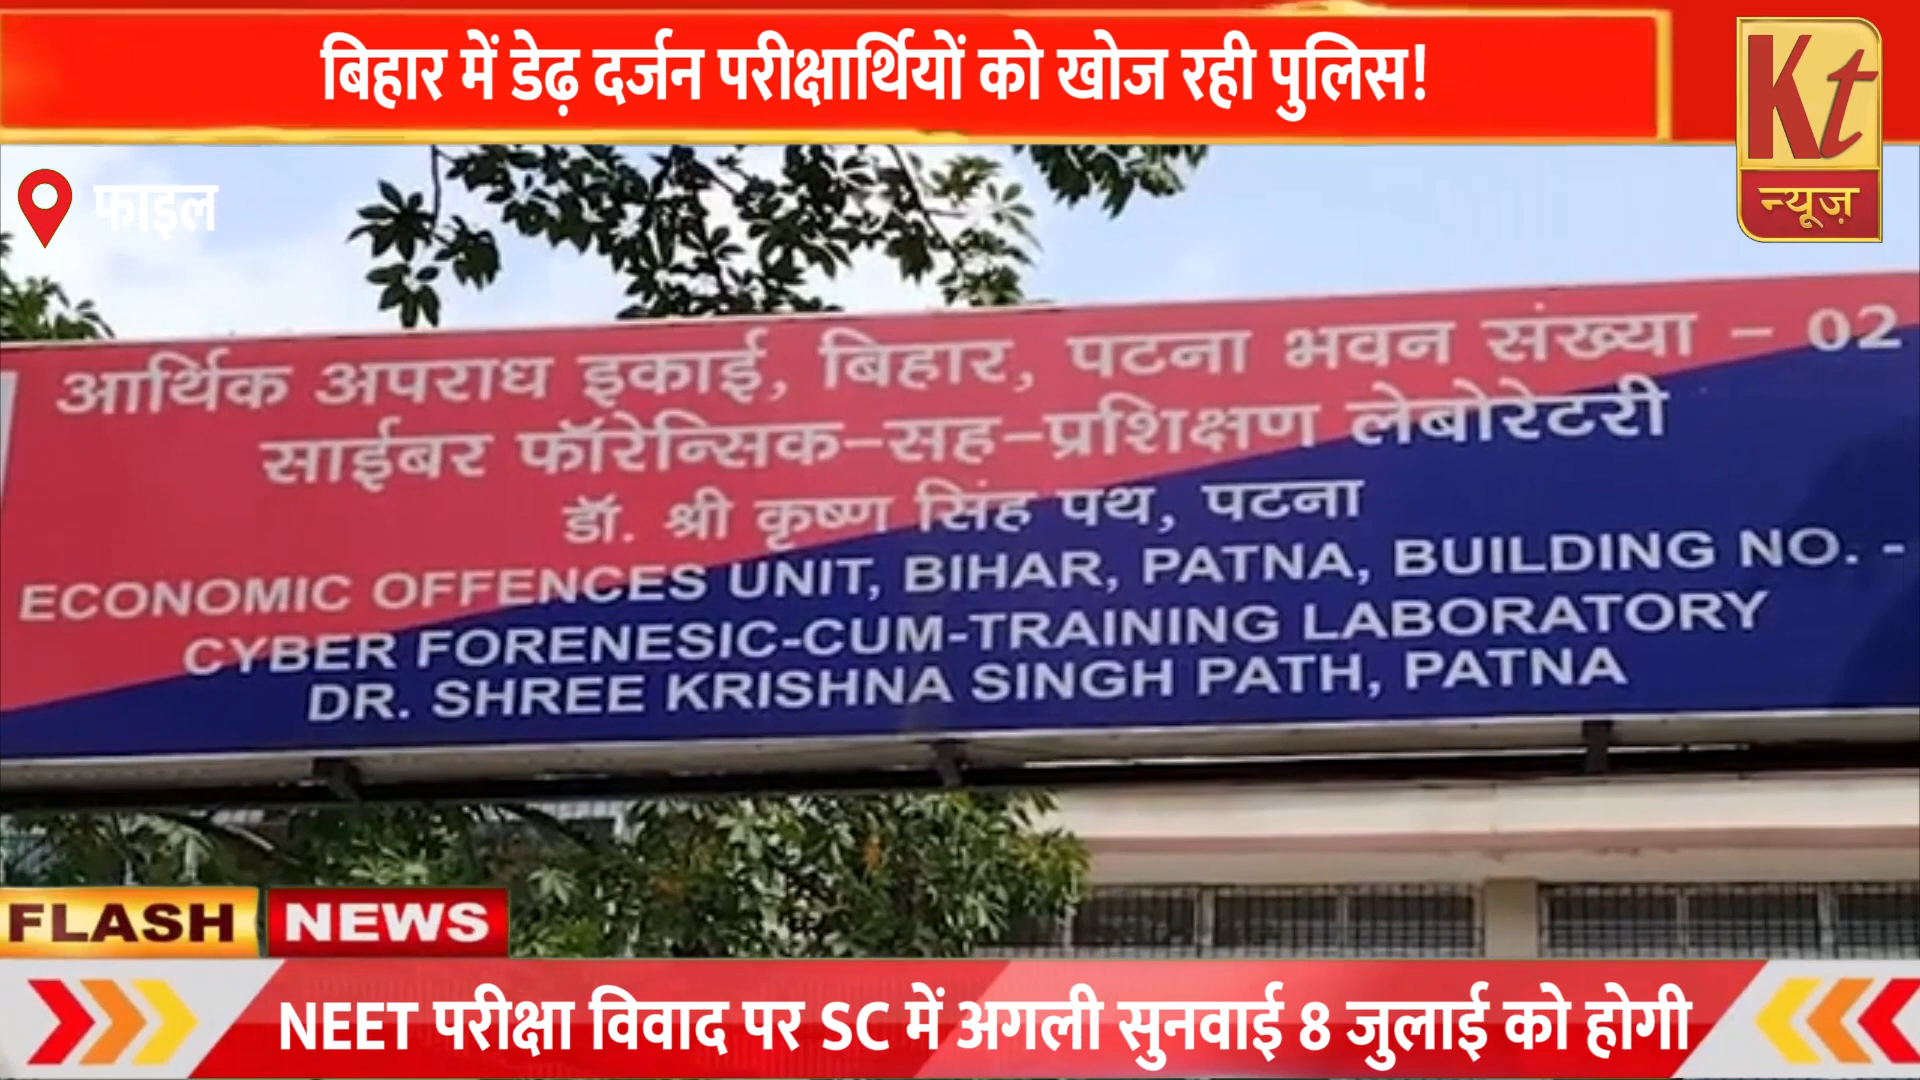 बिहार में डेढ़ दर्जन परीक्षार्थियों को खोज रही पुलिस!
Kt
न्यूज़
फाइल
आर्थिक अपराध इकाई, बिहार, पटना भवन संख्या - 02
साईबर फॉरेन्सिक-सह-प्रशिक्षण लेबोरेटरी
डॉ. श्री कृष्ण सिंह पथ, पटना
ECONOMIC OFFENCES UNIT, BIHAR, PATNA, BUILDING NO. -
CYBER FORENESIC-CUM-TRAINING LABORATORY
DR. SHREE KRISHNA SINGH PATH, PATNA
FLASH NEWS
NEET परीक्षा विवाद पर SC में अगली सुनवाई 8 जुलाई को होगी